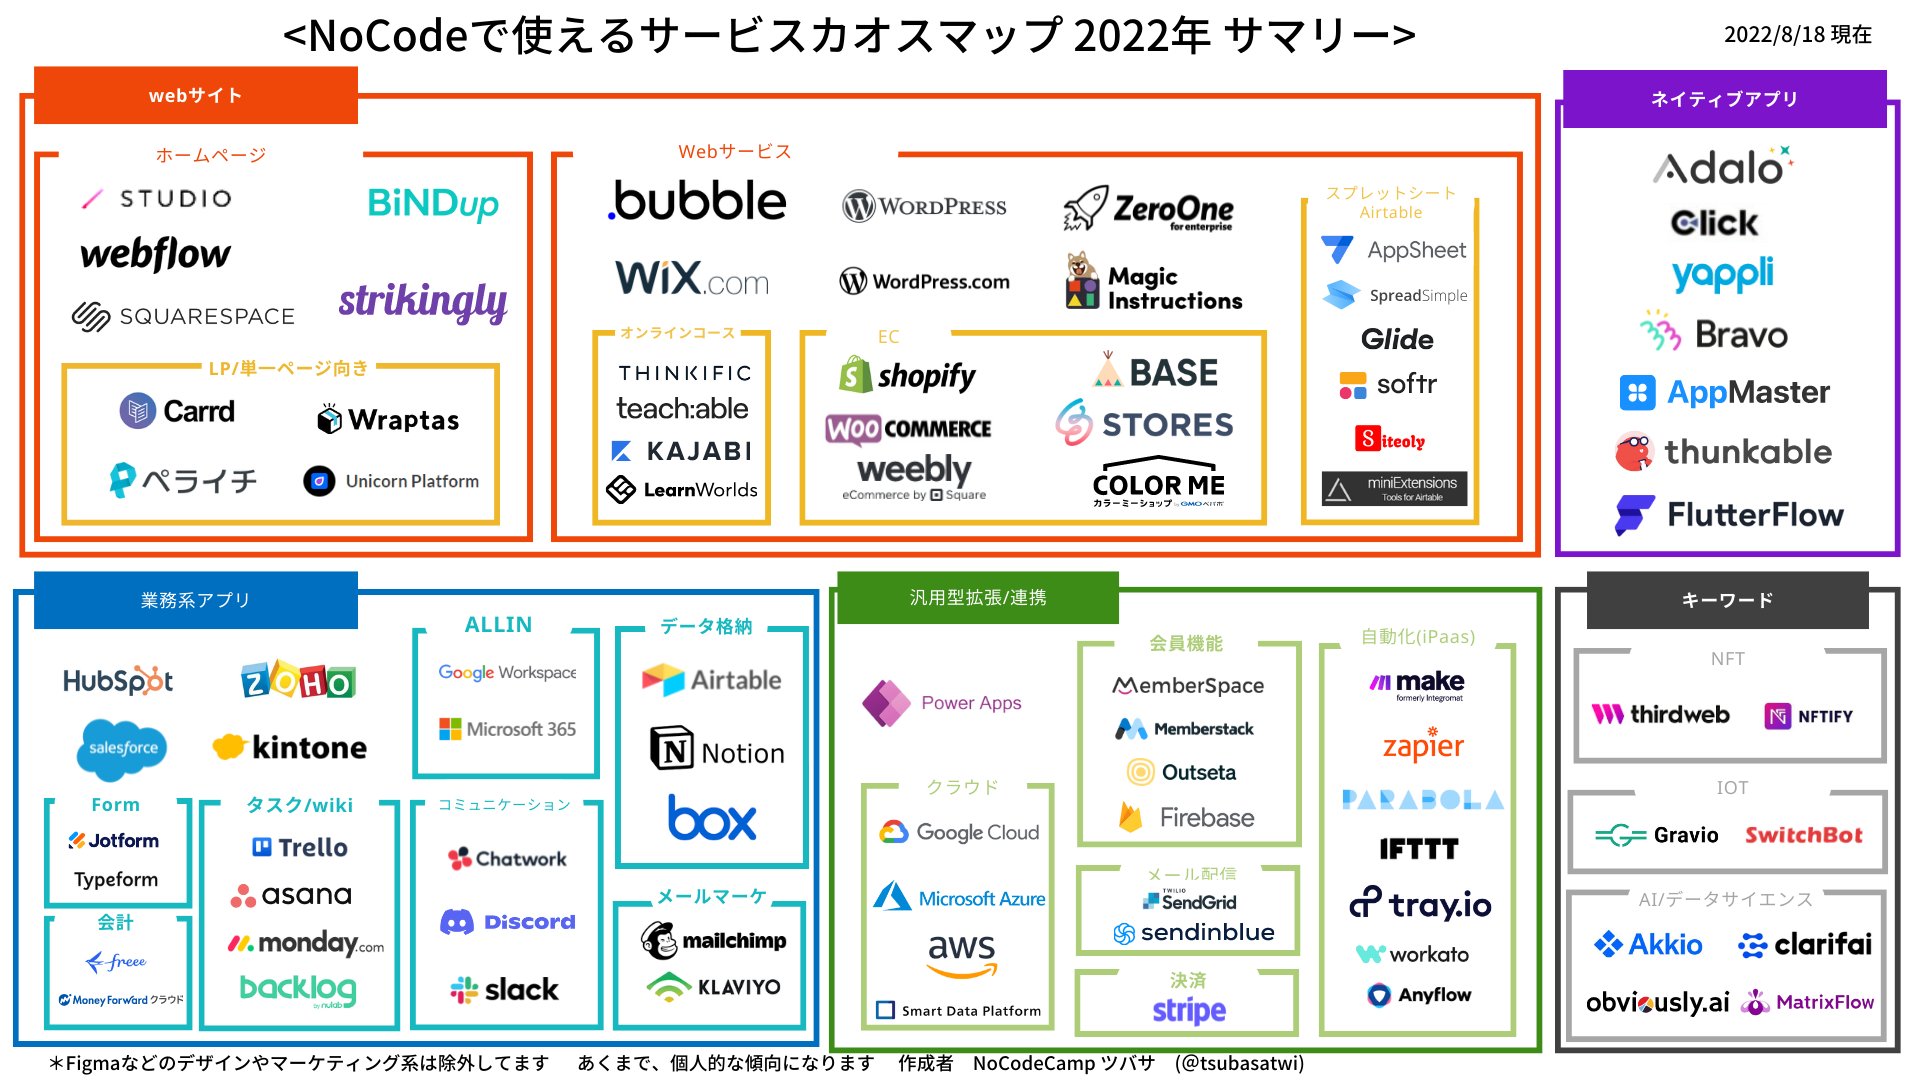 <NoCodeで使えるサービスカオスマップ 2022年 サマリー>
2022/8/18 現在
webサイト
ホームページ
STUDIO
BiNDup
webflow
strikingly
SQUARESPACE
LP/単一ページ向き
Carrd
Wraptas
ペライチ
Unicorn Platform
Webサービス
.bubble
WORDPRESS
ZeroOne
for enterprise
WiX.com
WordPress.com
Magic
Instructions
オンラインコース
THINKIFIC
teach:able
KAJABI
LearnWorlds
EC
shopify
BASE
WOO COMMERCE
STORES
weebly
eCommerce by Square
COLOR ME
カラーミーショップ by GMOペパボ
スプレットシート
Airtable
AppSheet
SpreadSimple
Glide
softr
Siteoly
miniExtensions
Tools for Airtable
ネイティブアプリ
Adalo
Click
yappli
Bravo
AppMaster
thunkable
FlutterFlow
業務系アプリ
HubSpot
ZOHO
salesforce
kintone
ALLIN
Google Workspace
Microsoft 365
データ格納
Airtable
Notion
box
Form
Jotform
Typeform
会計
freee
Money Forward クラウド
タスク/wiki
Trello
asana
monday.com
backlog
by nulab
コミュニケーション
Chatwork
Discord
slack
メールマーケ
mailchimp
KLAVIYO
汎用型拡張/連携
Power Apps
クラウド
Google Cloud
Microsoft Azure
aws
Smart Data Platform
会員機能
MemberSpace
Memberstack
Outseta
Firebase
メール配信
TWILIO
SendGrid
sendinblue
決済
stripe
自動化(iPaas)
make
formerly Integromat
zapier
PARABOLA
IFTTT
tray.io
workato
Anyflow
キーワード
NFT
thirdweb
NFTIFY
IOT
Gravio
SwitchBot
AI/データサイエンス
Akkio
clarifai
obviously.ai
MatrixFlow
＊Figmaなどのデザインやマーケティング系は除外してます あくまで、個人的な傾向になります 作成者 NoCodeCamp ツバサ (@tsubasatwi)